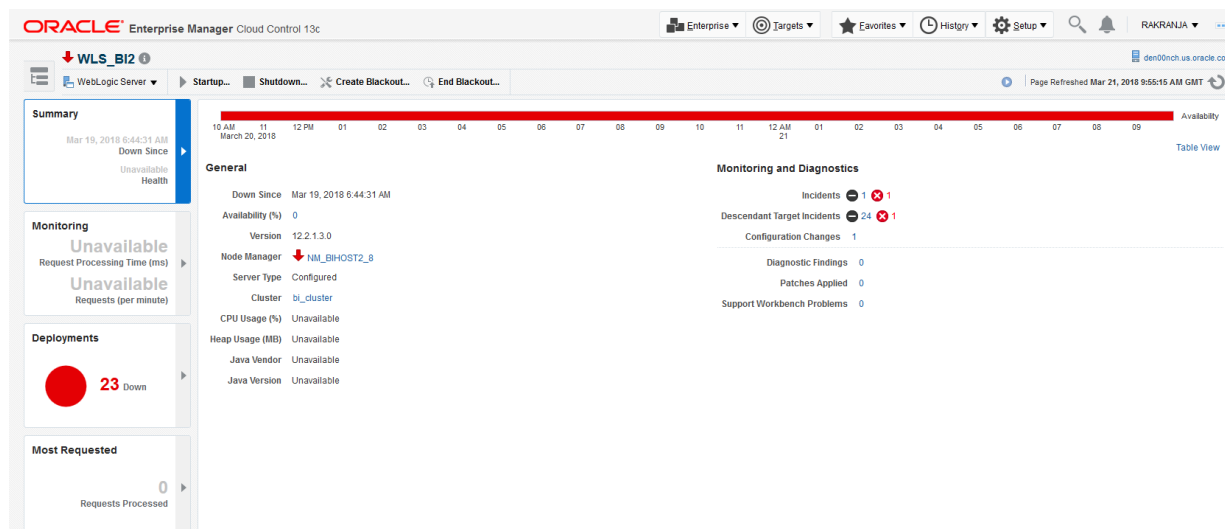 ORACLE Enterprise Manager Cloud Control 13c
Enterprise Targets Favorites History Setup RAKRANJA
WLS_BI2
den00nch.us.oracle.co
WebLogic Server Startup... Shutdown... Create Blackout... End Blackout...
Page Refreshed Mar 21, 2018 9:55:15 AM GMT
Summary
Mar 19, 2018 6:44:31 AM
Down Since
Unavailable
Health
Monitoring
Unavailable
Request Processing Time (ms)
Unavailable
Requests (per minute)
Deployments
23 Down
Most Requested
0
Requests Processed
Availability
10 AM 11 12 PM 01 02 03 04 05 06 07 08 09 10 11 12 AM 01 02 03 04 05 06 07 08 09
March 20, 2018 21
Table View
General
Down Since Mar 19, 2018 6:44:31 AM
Availability (%) 0
Version 12.2.1.3.0
Node Manager NM_BIHOST2_8
Server Type Configured
Cluster bi_cluster
CPU Usage (%) Unavailable
Heap Usage (MB) Unavailable
Java Vendor Unavailable
Java Version Unavailable
Monitoring and Diagnostics
Incidents 1 1
Descendant Target Incidents 24 1
Configuration Changes 1
Diagnostic Findings 0
Patches Applied 0
Support Workbench Problems 0